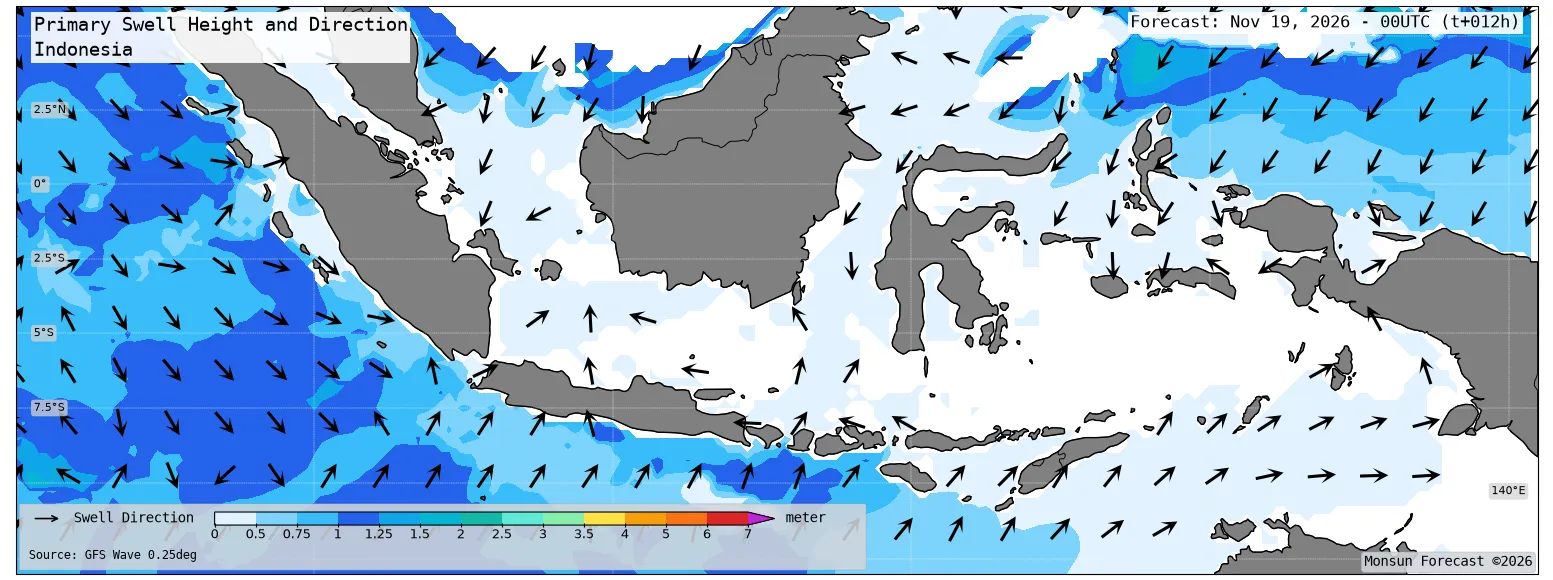 Primary Swell Height and Direction
Indonesia
Forecast: Nov 19, 2026 - 00UTC (t+012h)
2.5°N
0°
2.5°S
5°S
7.5°S
140°E
Swell Direction
meter
0 0.5 0.75 1 1.25 1.5 2 2.5 3 3.5 4 5 6 7
Source: GFS Wave 0.25deg
Monsun Forecast ©2026